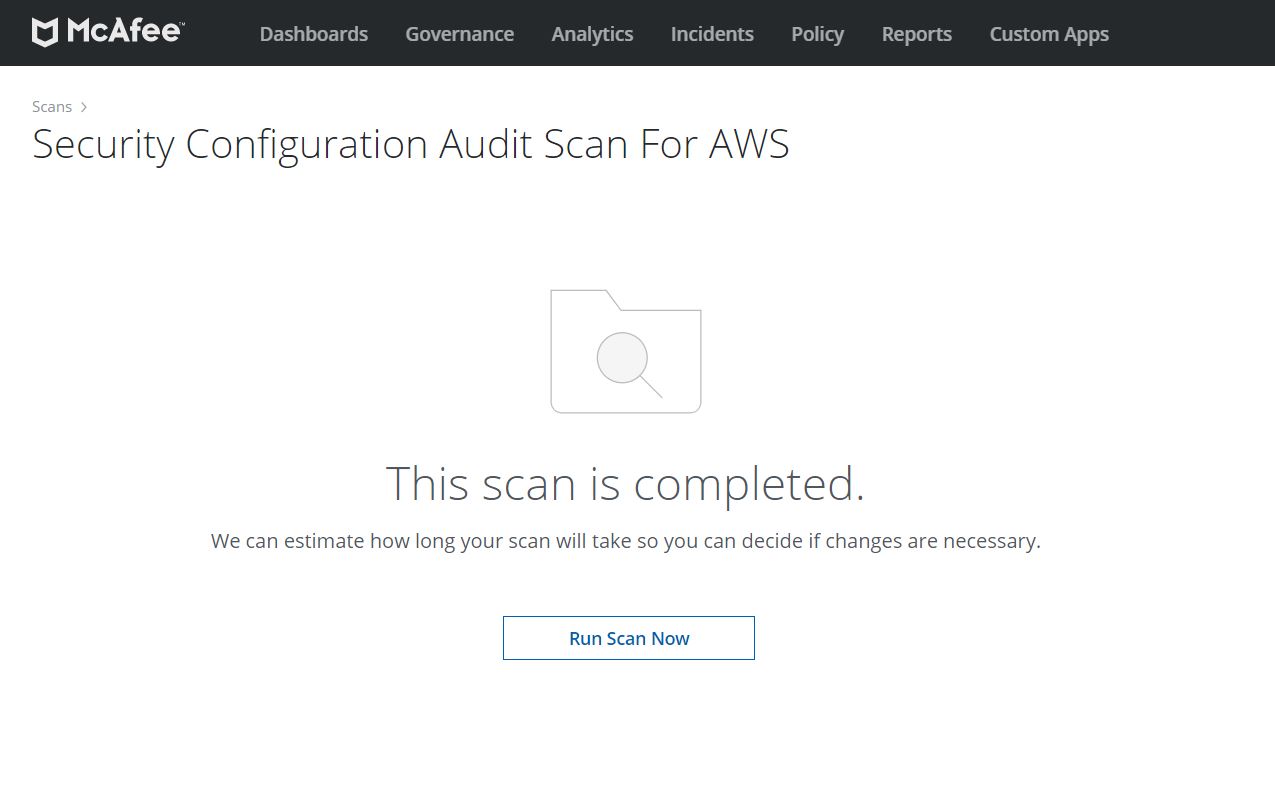 McAfee™ Dashboards Governance Analytics Incidents Policy Reports Custom Apps
Scans >
Security Configuration Audit Scan For AWS
This scan is completed.
We can estimate how long your scan will take so you can decide if changes are necessary.
Run Scan Now